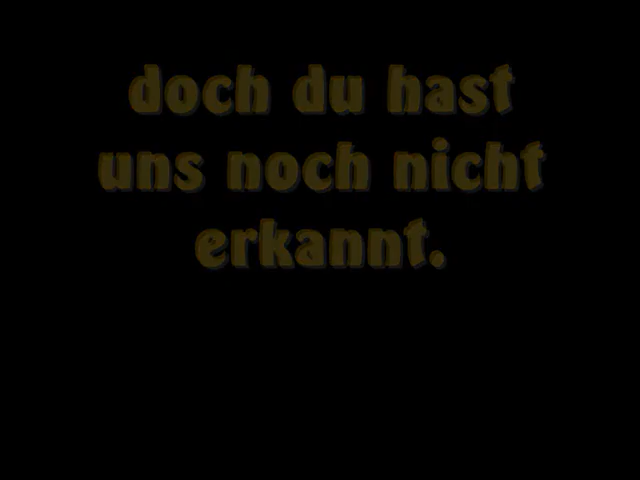 doch du hast
uns noch nicht
erkannt.